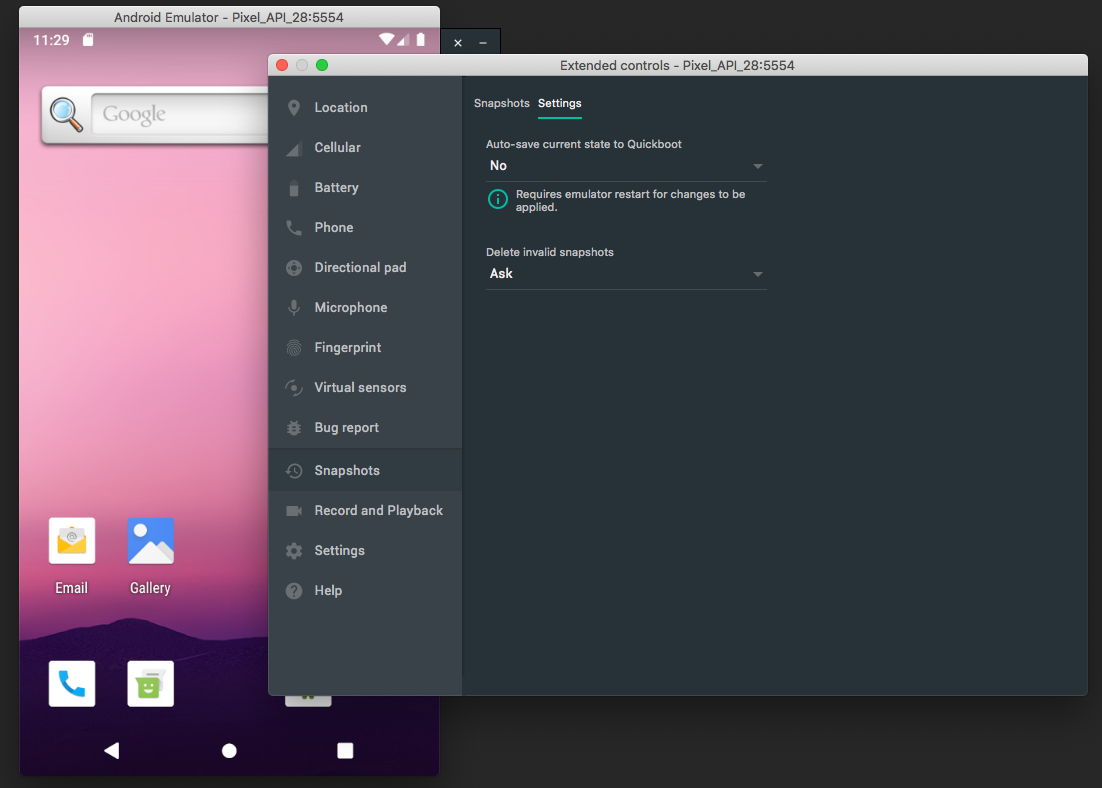 Android Emulator - Pixel_API_28:5554
11:29
Google
Extended controls - Pixel_API_28:5554
Location
Cellular
Battery
Phone
Directional pad
Microphone
Fingerprint
Virtual sensors
Bug report
Snapshots
Record and Playback
Settings
Help
Snapshots Settings
Auto-save current state to Quickboot
No
Requires emulator restart for changes to be
applied.
Delete invalid snapshots
Ask
Email Gallery